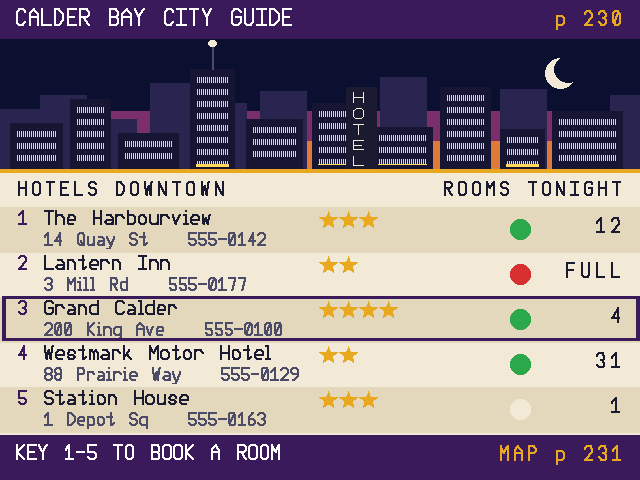 CALDER BAY CITY GUIDE p 230
HOTEL
HOTELS DOWNTOWN ROOMS TONIGHT
1 The Harbourview 12
14 Quay St 555-0142
2 Lantern Inn FULL
3 Mill Rd 555-0177
3 Grand Calder 4
200 King Ave 555-0100
4 Westmark Motor Hotel 31
88 Prairie Way 555-0129
5 Station House 1
1 Depot Sq 555-0163
KEY 1-5 TO BOOK A ROOM MAP p 231